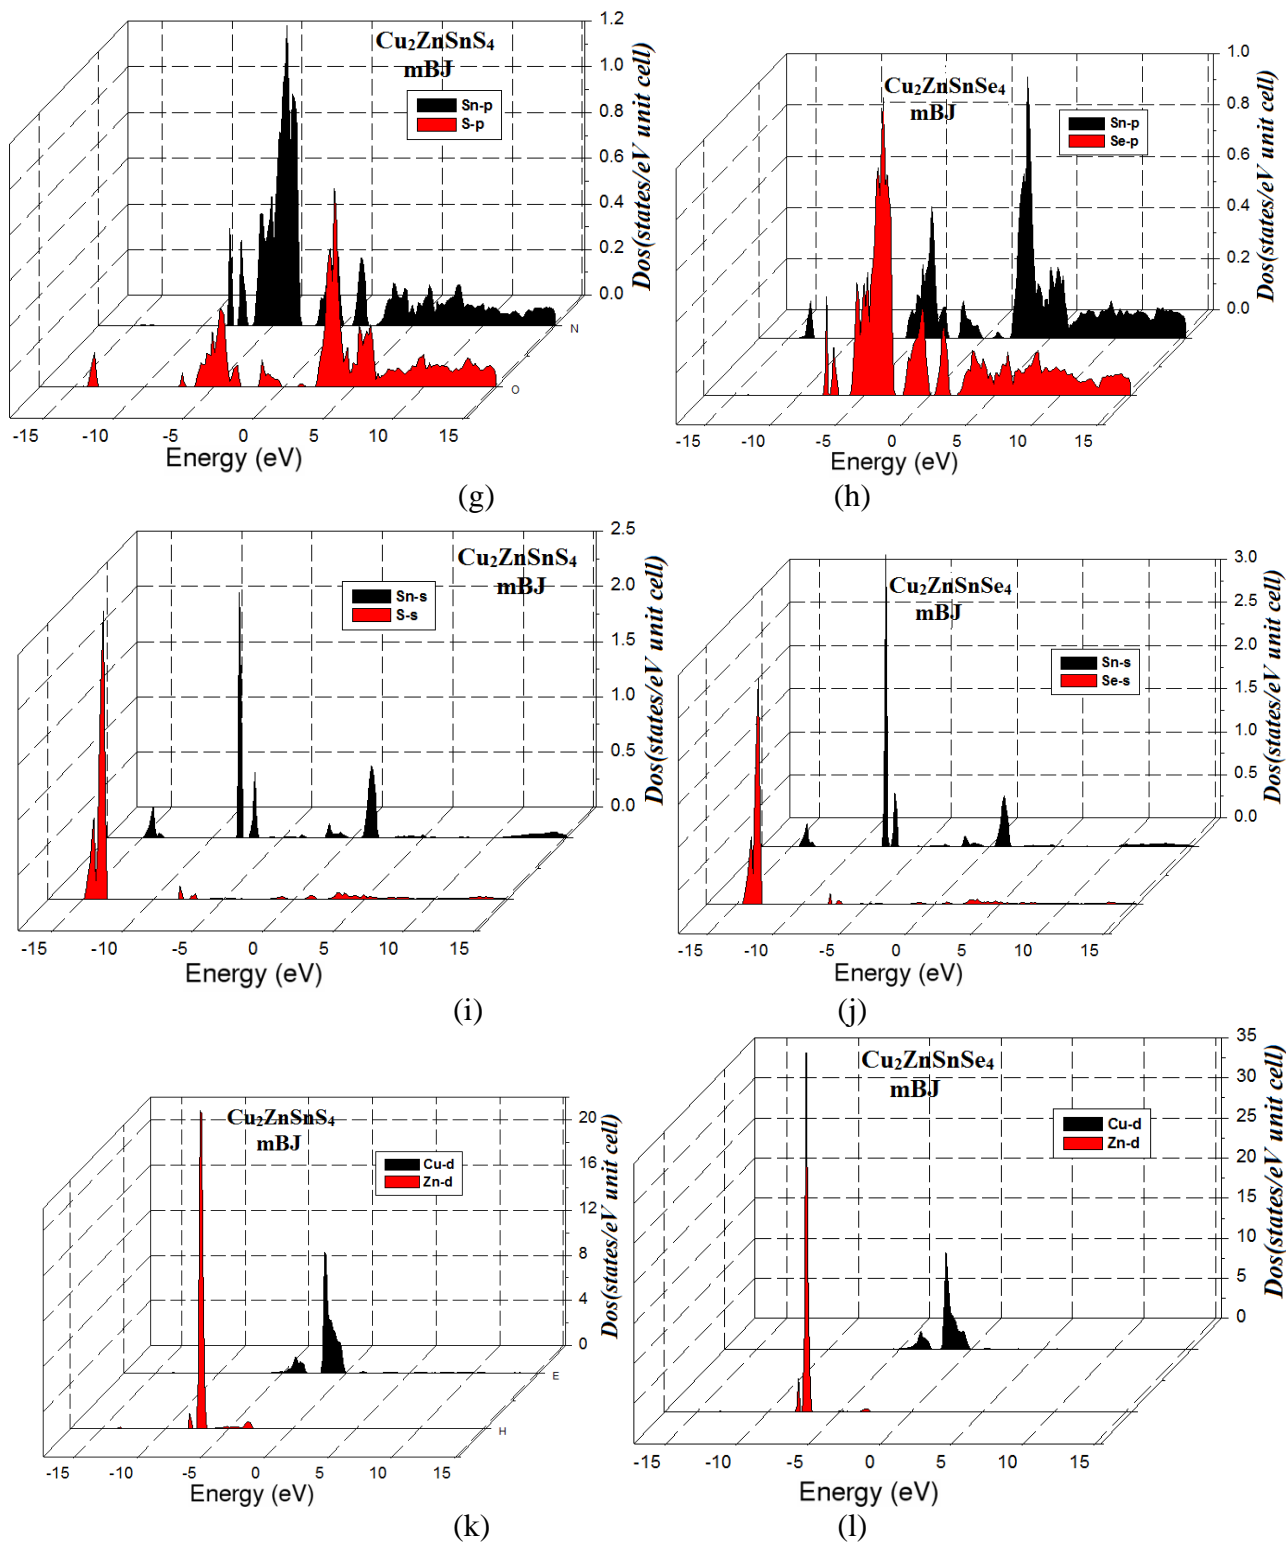 Cu₂ZnSnS₄
mBJ
Sn-p
S-p
1.2
1.0
0.8
0.6
0.4
0.2
0.0
Dos(states/eV unit cell)
N
L
O
-15 -10 -5 0 5 10 15
Energy (eV)
(g)
Cu₂ZnSnSe₄
mBJ
Sn-p
Se-p
1.0
0.8
0.6
0.4
0.2
0.0
Dos(states/eV unit cell)
-15 -10 -5 0 5 10 15
Energy (eV)
(h)
Cu₂ZnSnS₄
mBJ
Sn-s
S-s
2.5
2.0
1.5
1.0
0.5
0.0
Dos(states/eV unit cell)
-15 -10 -5 0 5 10 15
Energy (eV)
(i)
Cu₂ZnSnSe₄
mBJ
Sn-s
Se-s
3.0
2.5
2.0
1.5
1.0
0.5
0.0
Dos(states/eV unit cell)
-15 -10 -5 0 5 10 15
Energy (eV)
(j)
Cu₂ZnSnS₄
mBJ
Cu-d
Zn-d
20
16
12
8
4
0
Dos(states/eV unit cell)
E
L
H
-15 -10 -5 0 5 10 15
Energy (eV)
(k)
Cu₂ZnSnSe₄
mBJ
Cu-d
Zn-d
35
30
25
20
15
10
5
0
Dos(states/eV unit cell)
-15 -10 -5 0 5 10 15
Energy (eV)
(l)